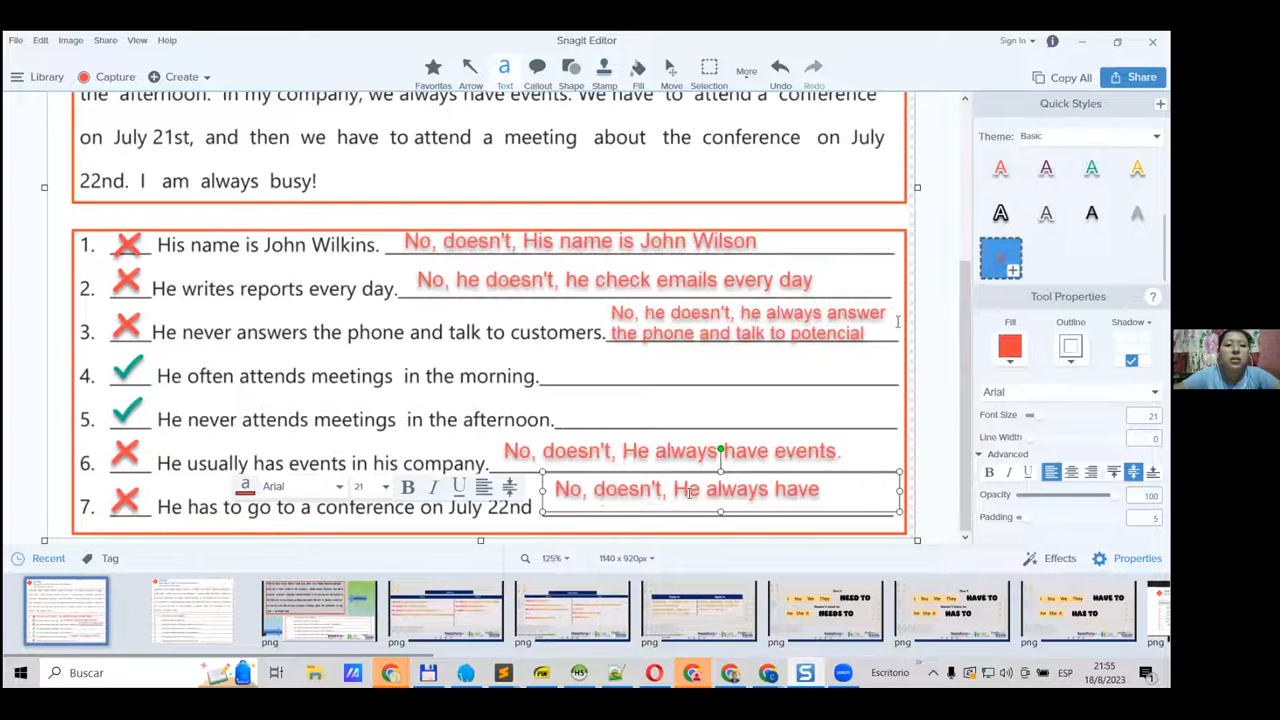 Snagit Editor
File Edit Image Share View Help
Sign In
Library Capture Create
Favorites Arrow Text Callout Shape Stamp Fill Move Selection More Undo Redo
Copy All Share
the afternoon. In my company, we always have events. We have to attend a conference
on July 21st, and then we have to attend a meeting about the conference on July
22nd. I am always busy!
1. His name is John Wilkins. No, doesn't, His name is John Wilson
2. He writes reports every day. No, he doesn't, he check emails every day
3. He never answers the phone and talk to customers. No, he doesn't, he always answer
the phone and talk to potencial
4. He often attends meetings in the morning.
5. He never attends meetings in the afternoon.
6. He usually has events in his company. No, doesn't, He always have events.
a Arial 21 B I U
7. He has to go to a conference on July 22nd No, doesn't, He always have
Quick Styles
Theme: Basic
Tool Properties
Fill Outline Shadow
Arial
Font Size 21
Line Width 0
Advanced
B I U
Opacity 100
Padding 5
Recent Tag 125% 1140 x 920px Effects Properties
png png png png png png png
NEED TO
NEEDS TO
HAVE TO
HAS TO
HAVE TO
HAS TO
Buscar
Escritorio ESP 21:55
18/8/2023